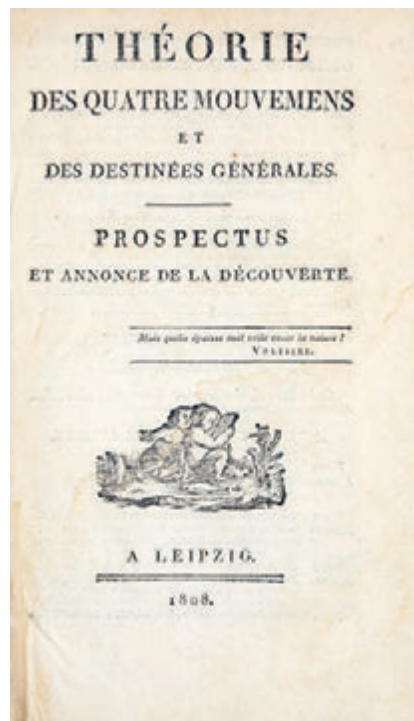 THÉORIE
DES QUATRE MOUVEMENS
ET
DES DESTINÉES GÉNÉRALES.
PROSPECTUS
ET ANNONCE DE LA DÉCOUVERTE.
Mais quelle épaisse nuit voile encor la nature !
VOLTAIRE.
A LEIPZIG.
1808.